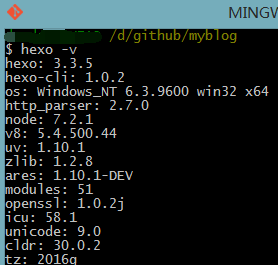 MINGW
/d/github/myblog
$ hexo -v
hexo: 3.3.5
hexo-cli: 1.0.2
os: Windows_NT 6.3.9600 win32 x64
http_parser: 2.7.0
node: 7.2.1
v8: 5.4.500.44
uv: 1.10.1
zlib: 1.2.8
ares: 1.10.1-DEV
modules: 51
openssl: 1.0.2j
icu: 58.1
unicode: 9.0
cldr: 30.0.2
tz: 2016g